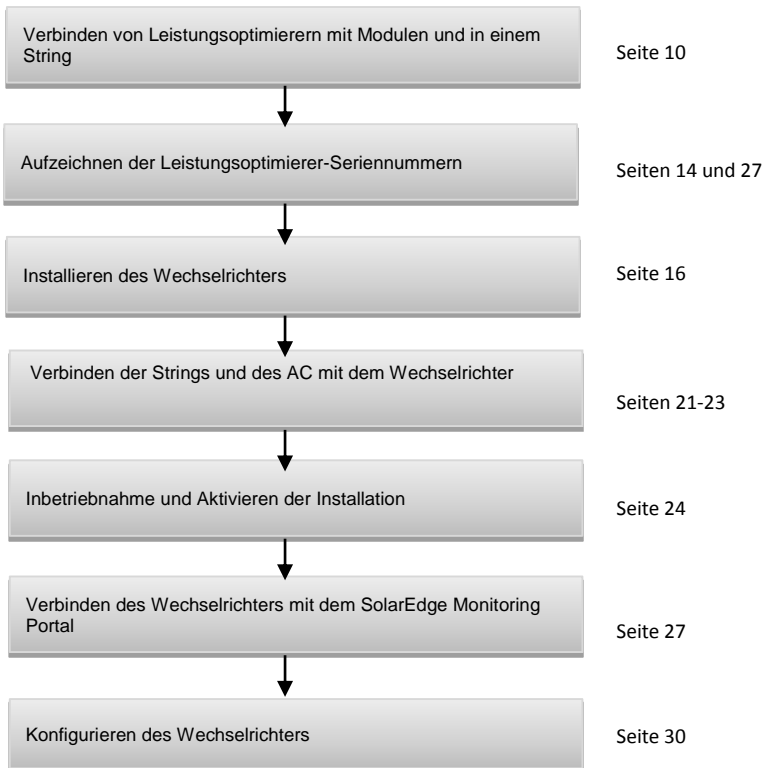 Verbinden von Leistungsoptimierern mit Modulen und in einem
String
Seite 10
Aufzeichnen der Leistungsoptimierer-Seriennummern
Seiten 14 und 27
Installieren des Wechselrichters
Seite 16
Verbinden der Strings und des AC mit dem Wechselrichter
Seiten 21-23
Inbetriebnahme und Aktivieren der Installation
Seite 24
Verbinden des Wechselrichters mit dem SolarEdge Monitoring
Portal
Seite 27
Konfigurieren des Wechselrichters
Seite 30